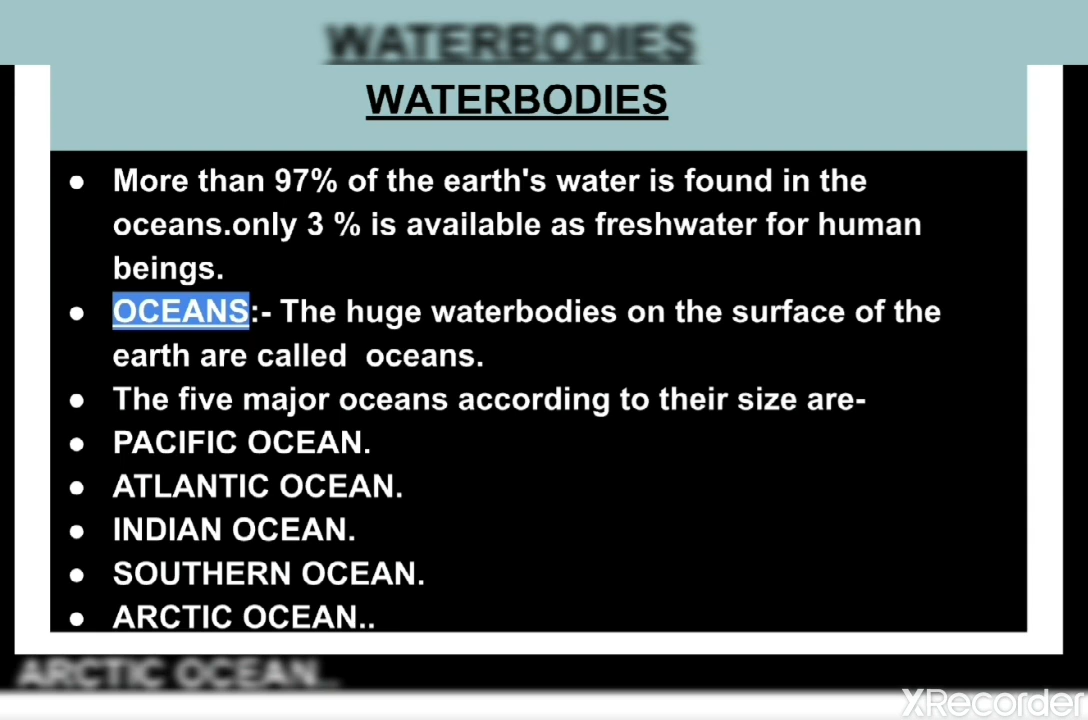 WATERBODIES
WATERBODIES
● More than 97% of the earth's water is found in the
oceans.only 3 % is available as freshwater for human
beings.
● OCEANS:- The huge waterbodies on the surface of the
earth are called  oceans.
● The five major oceans according to their size are-
● PACIFIC OCEAN.
● ATLANTIC OCEAN.
● INDIAN OCEAN.
● SOUTHERN OCEAN.
● ARCTIC OCEAN..
ARCTIC OCEAN..
XRecorder